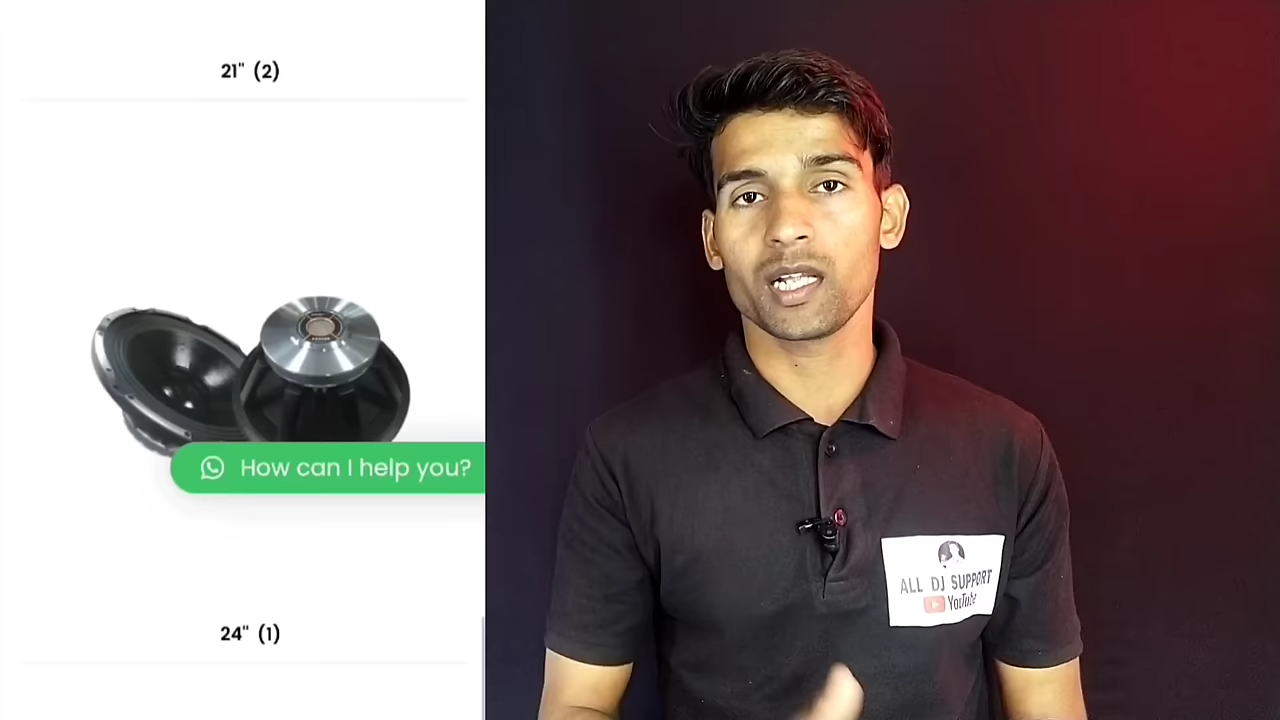 21" (2)
How can I help you?
24" (1)
ALL DJ SUPPORT
YouTube